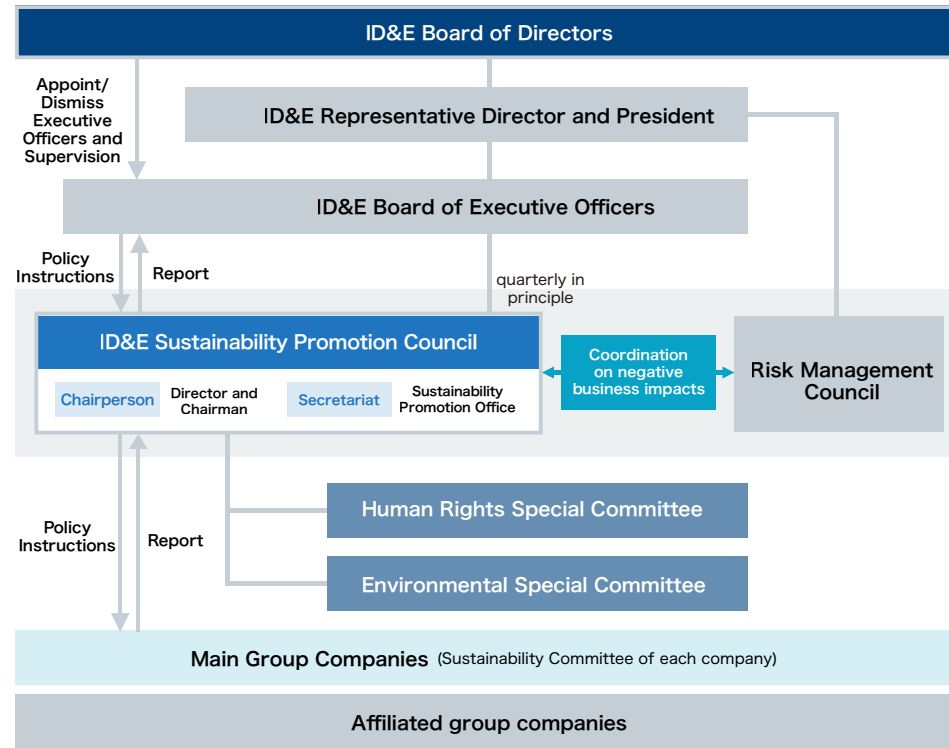 ID&E Board of Directors
Appoint/
Dismiss
Executive
Officers and
Supervision
ID&E Representative Director and President
ID&E Board of Executive Officers
Policy
Instructions
Report
quarterly in
principle
ID&E Sustainability Promotion Council
Chairperson
Director and
Chairman
Secretariat
Sustainability
Promotion Office
Coordination
on negative
business impacts
Risk Management
Council
Human Rights Special Committee
Environmental Special Committee
Policy
Instructions
Report
Main Group Companies (Sustainability Committee of each company)
Affiliated group companies